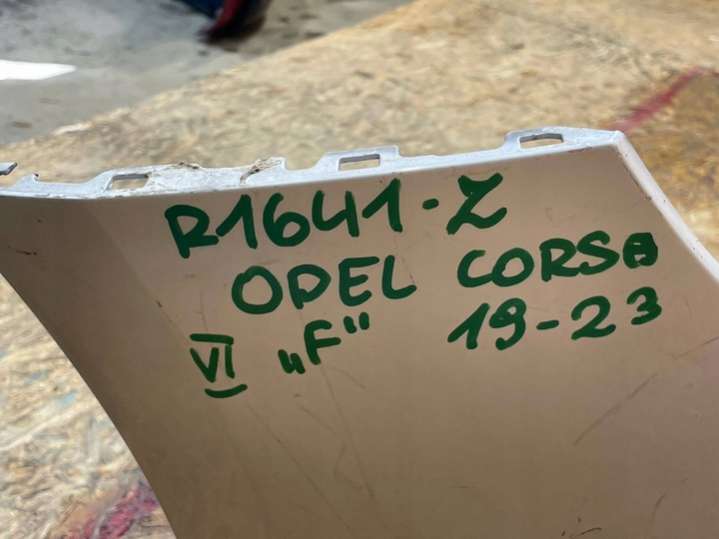 R1641-Z
OPEL CORSA
VI „F" 19-23